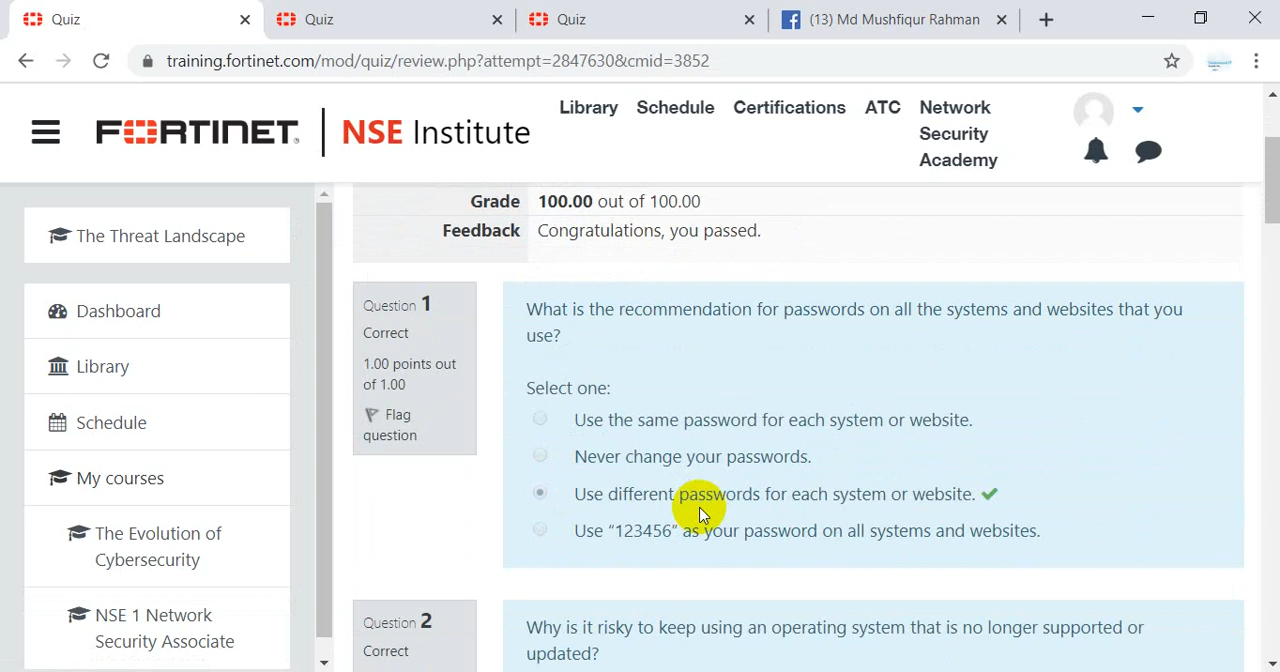 Quiz
Quiz
Quiz
(13) Md Mushfiqur Rahman
training.fortinet.com/mod/quiz/review.php?attempt=2847630&cmid=3852
FORTINET
NSE Institute
Library
Schedule
Certifications
ATC
Network
Security
Academy
The Threat Landscape
Dashboard
Library
Schedule
My courses
The Evolution of
Cybersecurity
NSE 1 Network
Security Associate
Grade 100.00 out of 100.00
Feedback Congratulations, you passed.
Question 1
Correct
1.00 points out
of 1.00
Flag
question
What is the recommendation for passwords on all the systems and websites that you
use?
Select one:
Use the same password for each system or website.
Never change your passwords.
Use different passwords for each system or website.
Use “123456” as your password on all systems and websites.
Question 2
Correct
Why is it risky to keep using an operating system that is no longer supported or
updated?